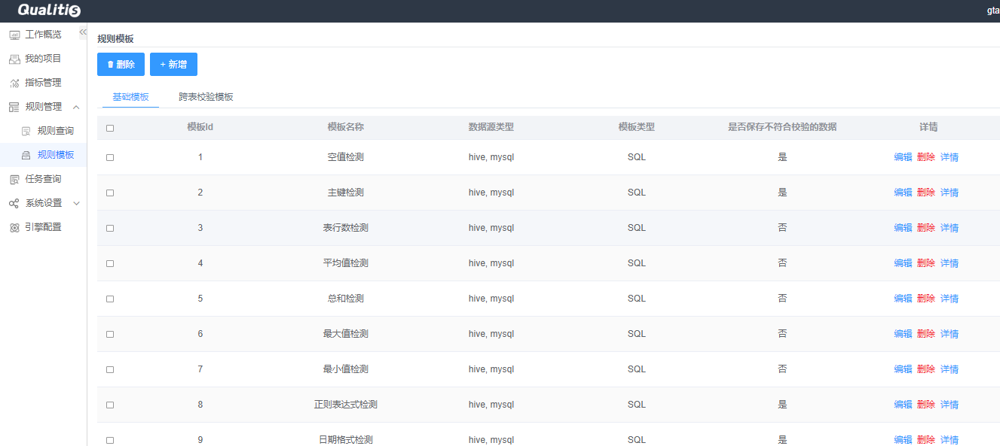 Qualitis
gta
工作概览
我的项目
指标管理
规则管理
规则查询
规则模板
任务查询
系统设置
引擎配置
规则模板
删除 + 新增
基础模板 跨表校验模板
模板Id 模板名称 数据源类型 模板类型 是否保存不符合校验的数据 详情
1 空值检测 hive, mysql SQL 是 编辑 删除 详情
2 主键检测 hive, mysql SQL 是 编辑 删除 详情
3 表行数检测 hive, mysql SQL 否 编辑 删除 详情
4 平均值检测 hive, mysql SQL 否 编辑 删除 详情
5 总和检测 hive, mysql SQL 否 编辑 删除 详情
6 最大值检测 hive, mysql SQL 否 编辑 删除 详情
7 最小值检测 hive, mysql SQL 否 编辑 删除 详情
8 正则表达式检测 hive, mysql SQL 是 编辑 删除 详情
9 日期格式检测 hive, mysql SQL 是 编辑 删除 详情